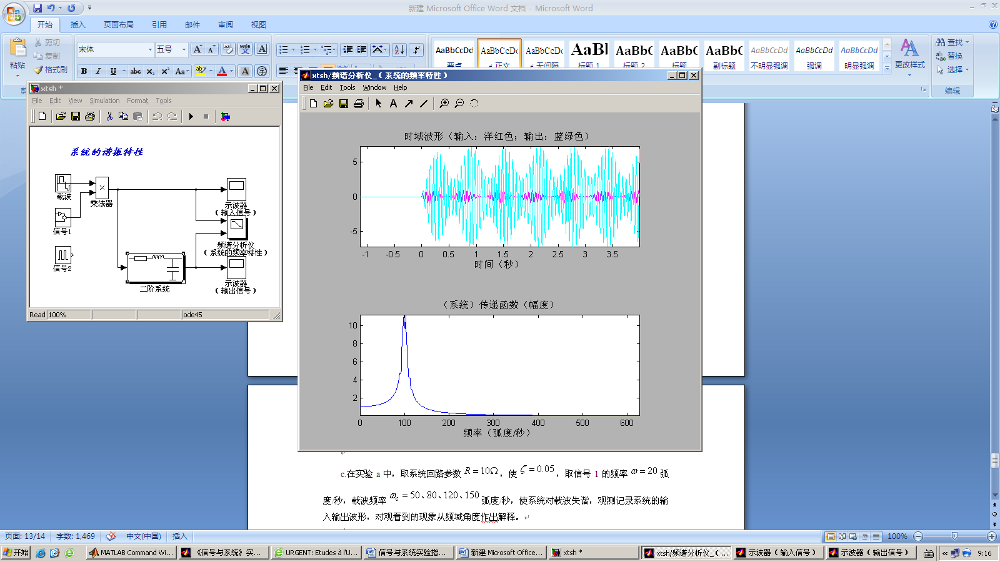 新建 Microsoft Office Word 文档 - Microsoft Word
开始 插入 页面布局 引用 邮件 审阅 视图
剪切
复制
格式刷
粘贴
宋体 五号
B I U abc x₂ x² Aa
AaBbCcDd AaBbCcDc AaBbCcDd AaBl AaBbC AaBbC AaBbC AaBbCcDd AaBbCcDd AaBbCcDd
要点 正文 无间隔 标题 1 标题 2 标题 副标题 不明显强调 强调 明显强调
更改样式
查找
替换
选择
编辑
xtsh *
File Edit View Simulation Format Tools
系统的谐振特性
载波
乘法器
信号1
信号2
示波器
（输入信号）
频谱分析仪
（系统的频率特性）
示波器
（输出信号）
二阶系统
Read 100% ode45
xtsh/频谱分析仪_（系统的频率特性）
File Edit Tools Window Help
时域波形（输入：洋红色；输出：蓝绿色）
5
0
-5
-1 -0.5 0 0.5 1 1.5 2 2.5 3 3.5
时间（秒）
（系统）传递函数（幅度）
10
8
6
4
2
0 100 200 300 400 500 600
频率（弧度/秒）
c.在实验 a 中，取系统回路参数 R=10Ω，使 ζ=0.05，取信号 1 的频率 ω=20 弧
度/秒，载波频率 ω_c=50、80、120、150 弧度/秒，使系统对载波失谐，观测记录系统的输
入输出波形，对观看到的现象从频域角度作出解释。
页面: 13/14 字数: 1,469 中文(中国) 插入 100%
开始 MATLAB Command Wi... 《信号与系统》实... URGENT: Etudes à l'U... 信号与系统实验指... 新建 Microsoft Office... xtsh * xtsh/频谱分析仪_（... 示波器（输入信号） 示波器（输出信号） 9:16